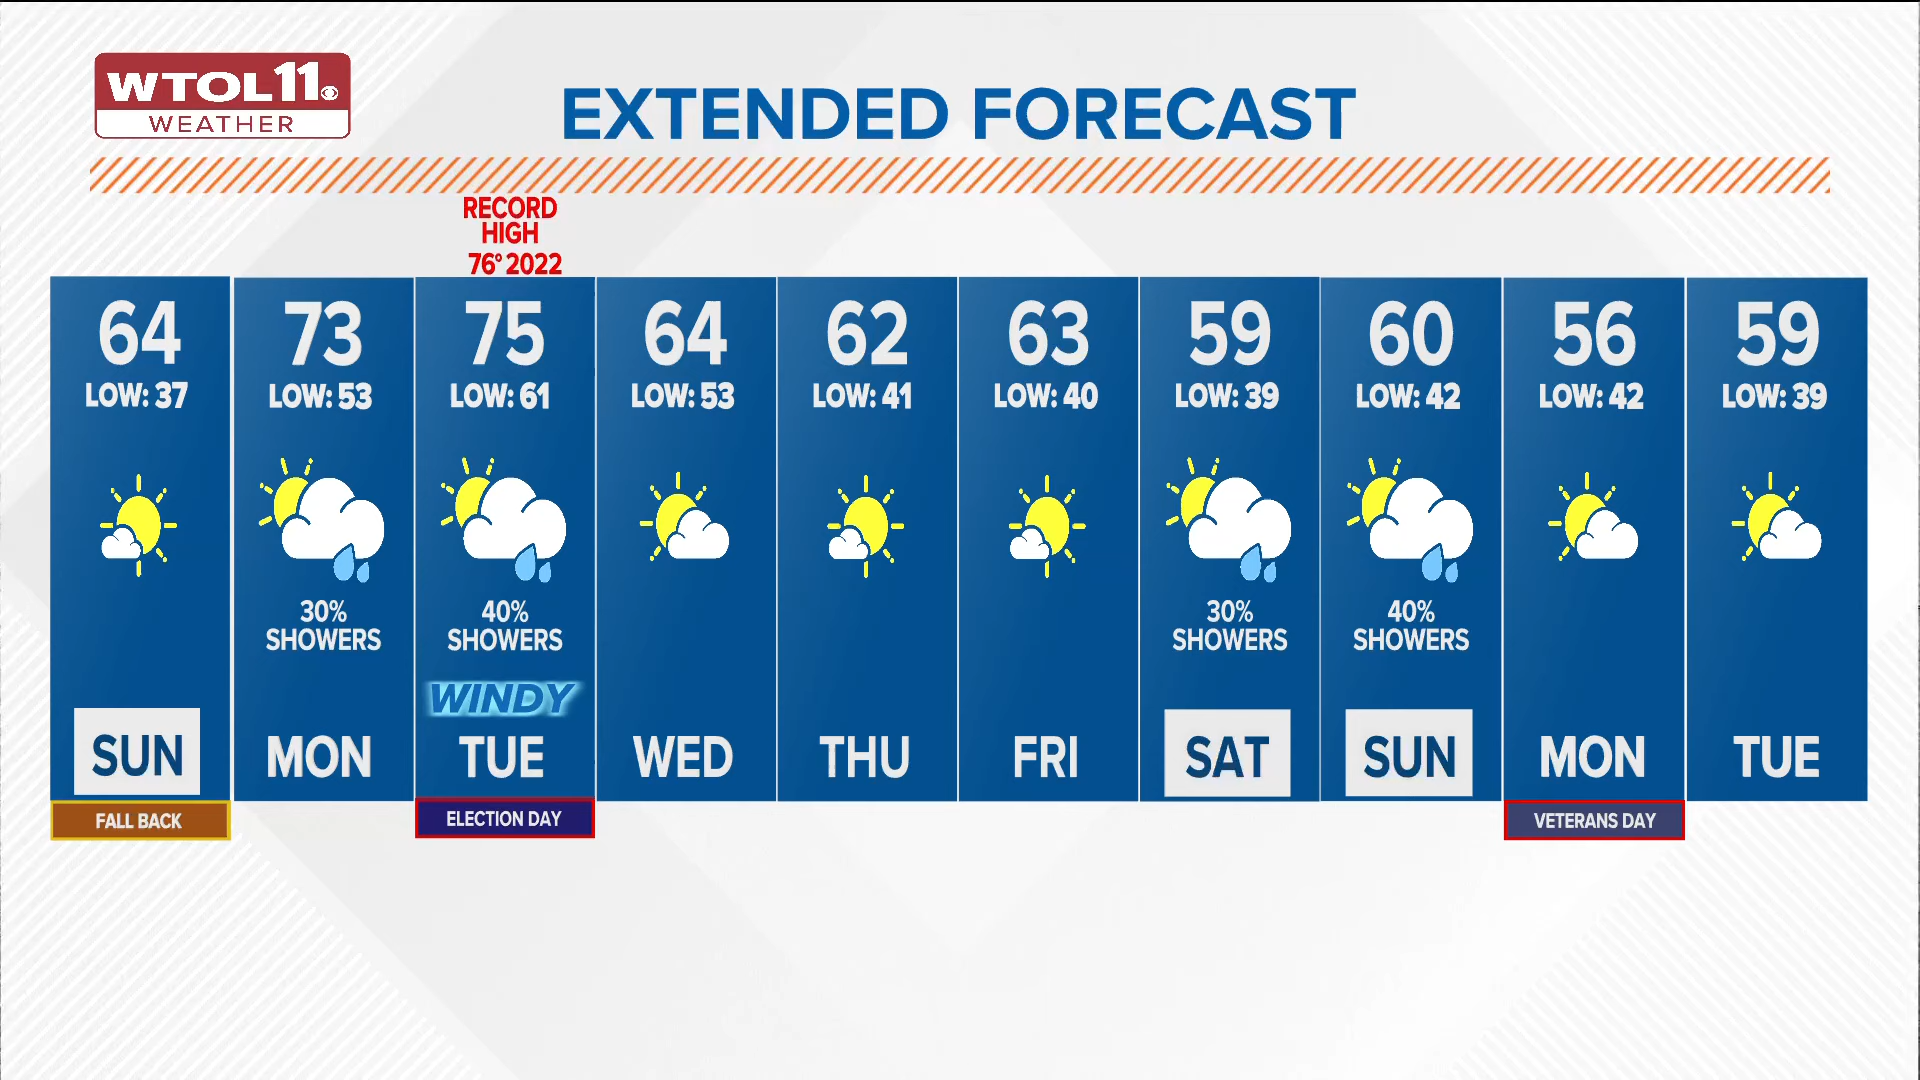 WTOL 11
WEATHER
EXTENDED FORECAST
RECORD
HIGH
76° 2022
64
LOW: 37
SUN
FALL BACK
73
LOW: 53
30%
SHOWERS
MON
75
LOW: 61
40%
SHOWERS
WINDY
TUE
ELECTION DAY
64
LOW: 53
WED
62
LOW: 41
THU
63
LOW: 40
FRI
59
LOW: 39
30%
SHOWERS
SAT
60
LOW: 42
40%
SHOWERS
SUN
56
LOW: 42
MON
VETERANS DAY
59
LOW: 39
TUE